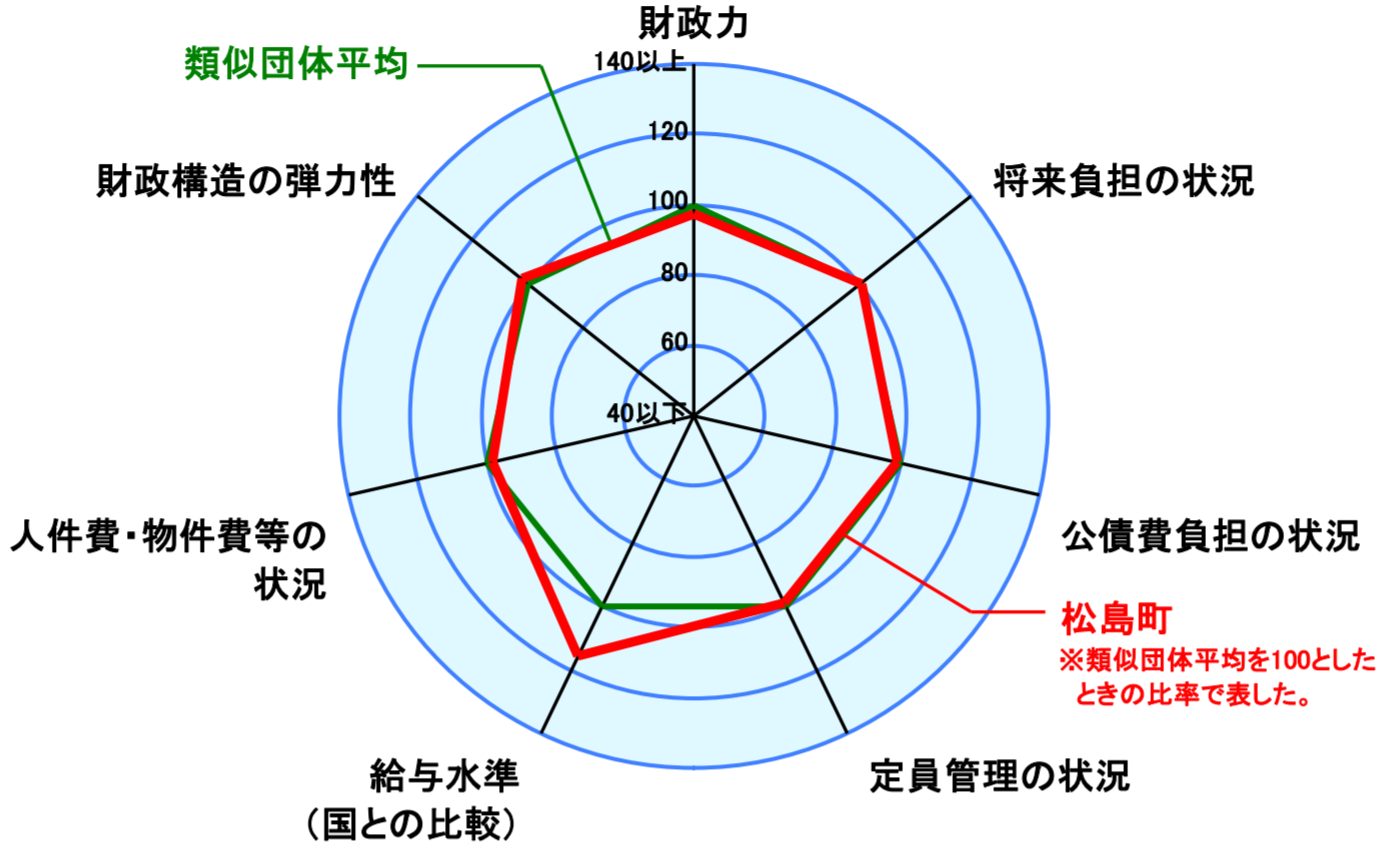 財政力
類似団体平均
140以上
120
100
80
60
40以下
財政構造の弾力性
将来負担の状況
人件費・物件費等の
状況
公債費負担の状況
松島町
※類似団体平均を100とした
ときの比率で表した。
給与水準
（国との比較）
定員管理の状況